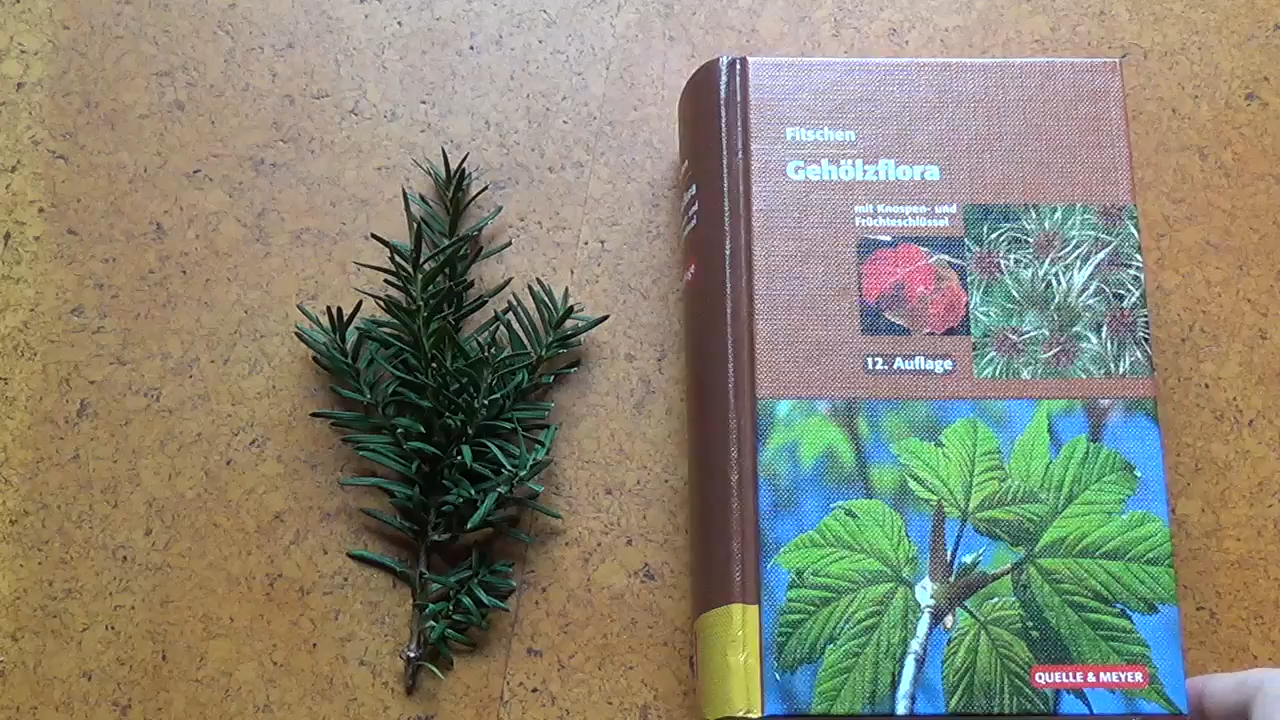 Fitschen
Gehölzflora
mit Knospen- und
Früchteschlüssel
12. Auflage
QUELLE & MEYER